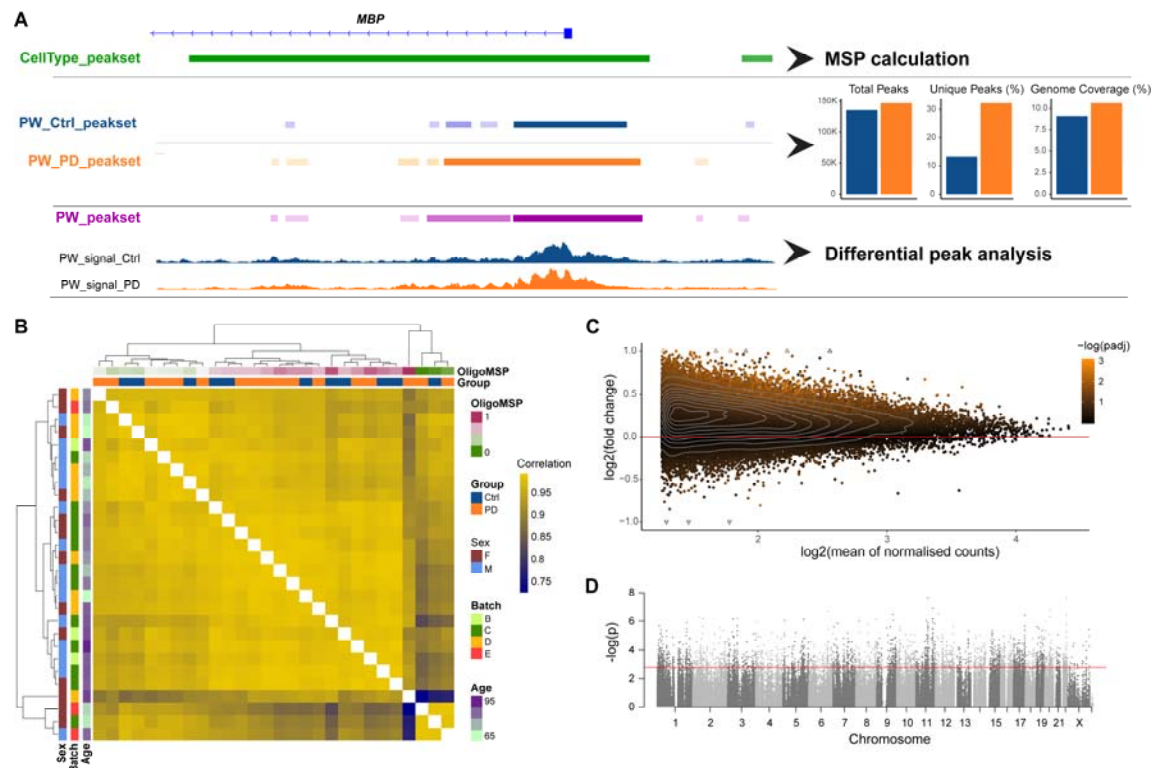 A
MBP
CellType_peakset
MSP calculation
PW_Ctrl_peakset
PW_PD_peakset
Total Peaks
Unique Peaks (%)
Genome Coverage (%)
150K
100K
50K
0
30
20
10
0
10.0
7.5
5.0
2.5
0.0
PW_peakset
PW_signal_Ctrl
PW_signal_PD
Differential peak analysis
B
OligoMSP
Group
OligoMSP
1
0
Group
Ctrl
PD
Sex
F
M
Batch
B
C
D
E
Age
95
65
Correlation
0.95
0.9
0.85
0.8
0.75
Sex
Batch
Age
C
log2(fold change)
1.0
0.5
0.0
−0.5
−1.0
2
3
4
log2(mean of normalised counts)
−log(padj)
3
2
1
D
-log(p)
8
6
4
2
0
1 2 3 4 5 6 7 8 9 10 11 12 13 15 17 19 21 X
Chromosome